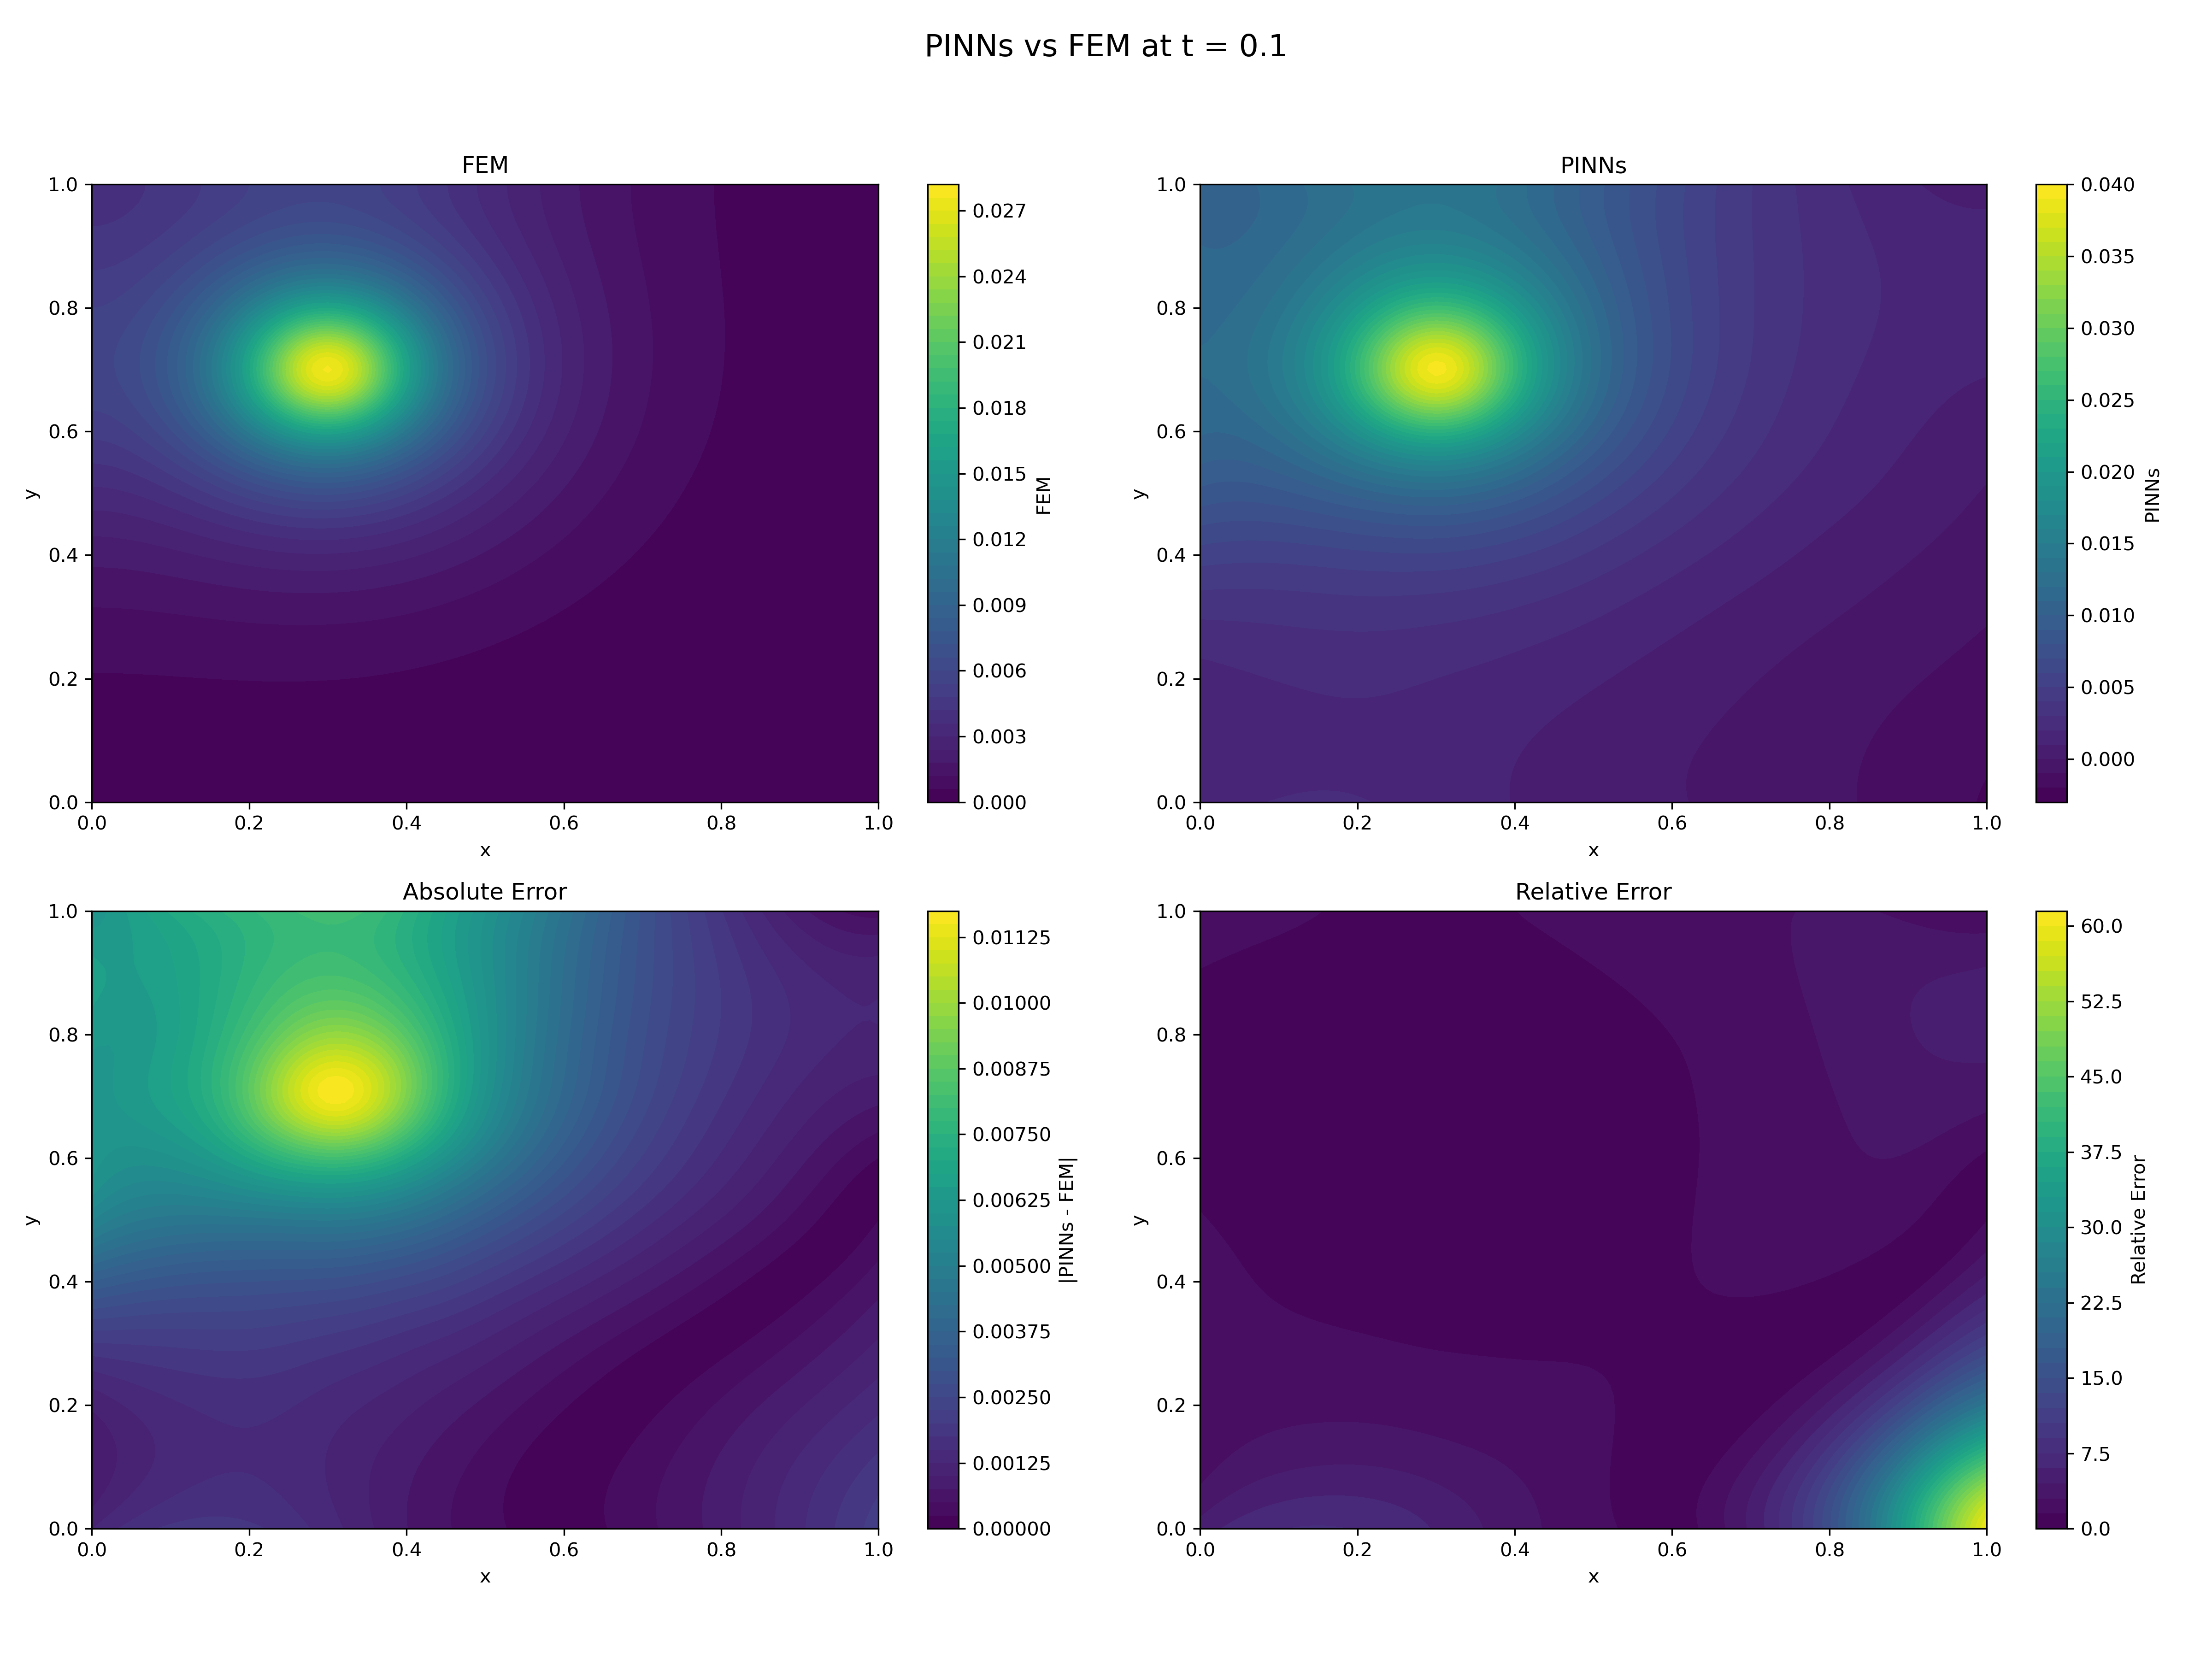 PINNs vs FEM at t = 0.1
FEM
1.0
0.8
0.6
0.4
0.2
0.0
y
0.0 0.2 0.4 0.6 0.8 1.0
x
0.027
0.024
0.021
0.018
0.015
0.012
0.009
0.006
0.003
0.000
FEM
PINNs
1.0
0.8
0.6
0.4
0.2
0.0
y
0.0 0.2 0.4 0.6 0.8 1.0
x
0.040
0.035
0.030
0.025
0.020
0.015
0.010
0.005
0.000
PINNs
Absolute Error
1.0
0.8
0.6
0.4
0.2
0.0
y
0.0 0.2 0.4 0.6 0.8 1.0
x
0.01125
0.01000
0.00875
0.00750
0.00625
0.00500
0.00375
0.00250
0.00125
0.00000
|PINNs - FEM|
Relative Error
1.0
0.8
0.6
0.4
0.2
0.0
y
0.0 0.2 0.4 0.6 0.8 1.0
x
60.0
52.5
45.0
37.5
30.0
22.5
15.0
7.5
0.0
Relative Error